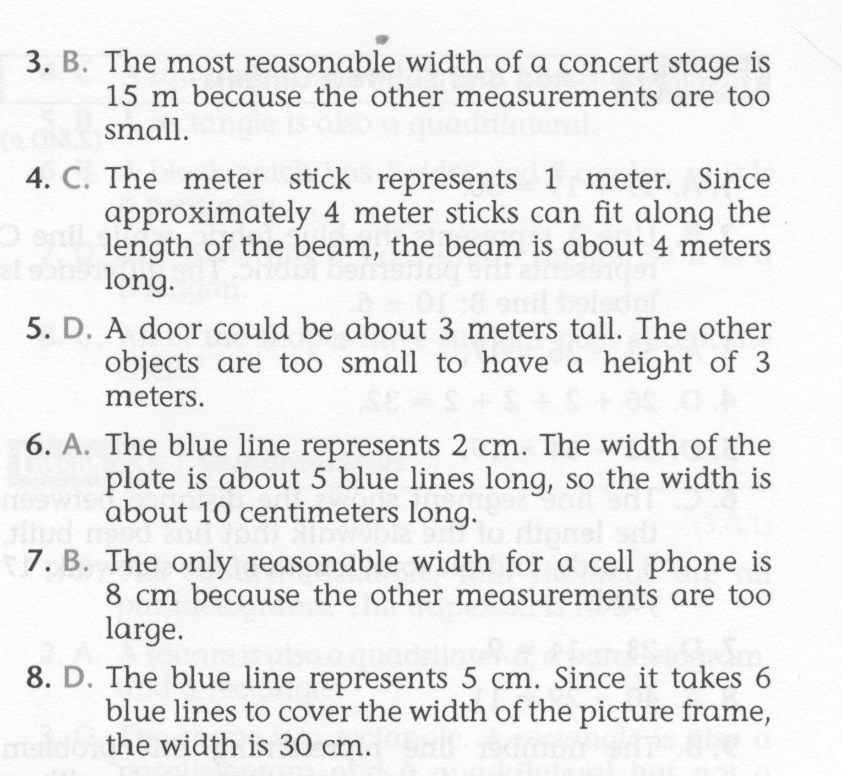 3. B. The most reasonable width of a concert stage is
15 m because the other measurements are too
small.
4. C. The meter stick represents 1 meter. Since
approximately 4 meter sticks can fit along the
length of the beam, the beam is about 4 meters
long.
5. D. A door could be about 3 meters tall. The other
objects are too small to have a height of 3
meters.
6. A. The blue line represents 2 cm. The width of the
plate is about 5 blue lines long, so the width is
about 10 centimeters long.
7. B. The only reasonable width for a cell phone is
8 cm because the other measurements are too
large.
8. D. The blue line represents 5 cm. Since it takes 6
blue lines to cover the width of the picture frame,
the width is 30 cm.